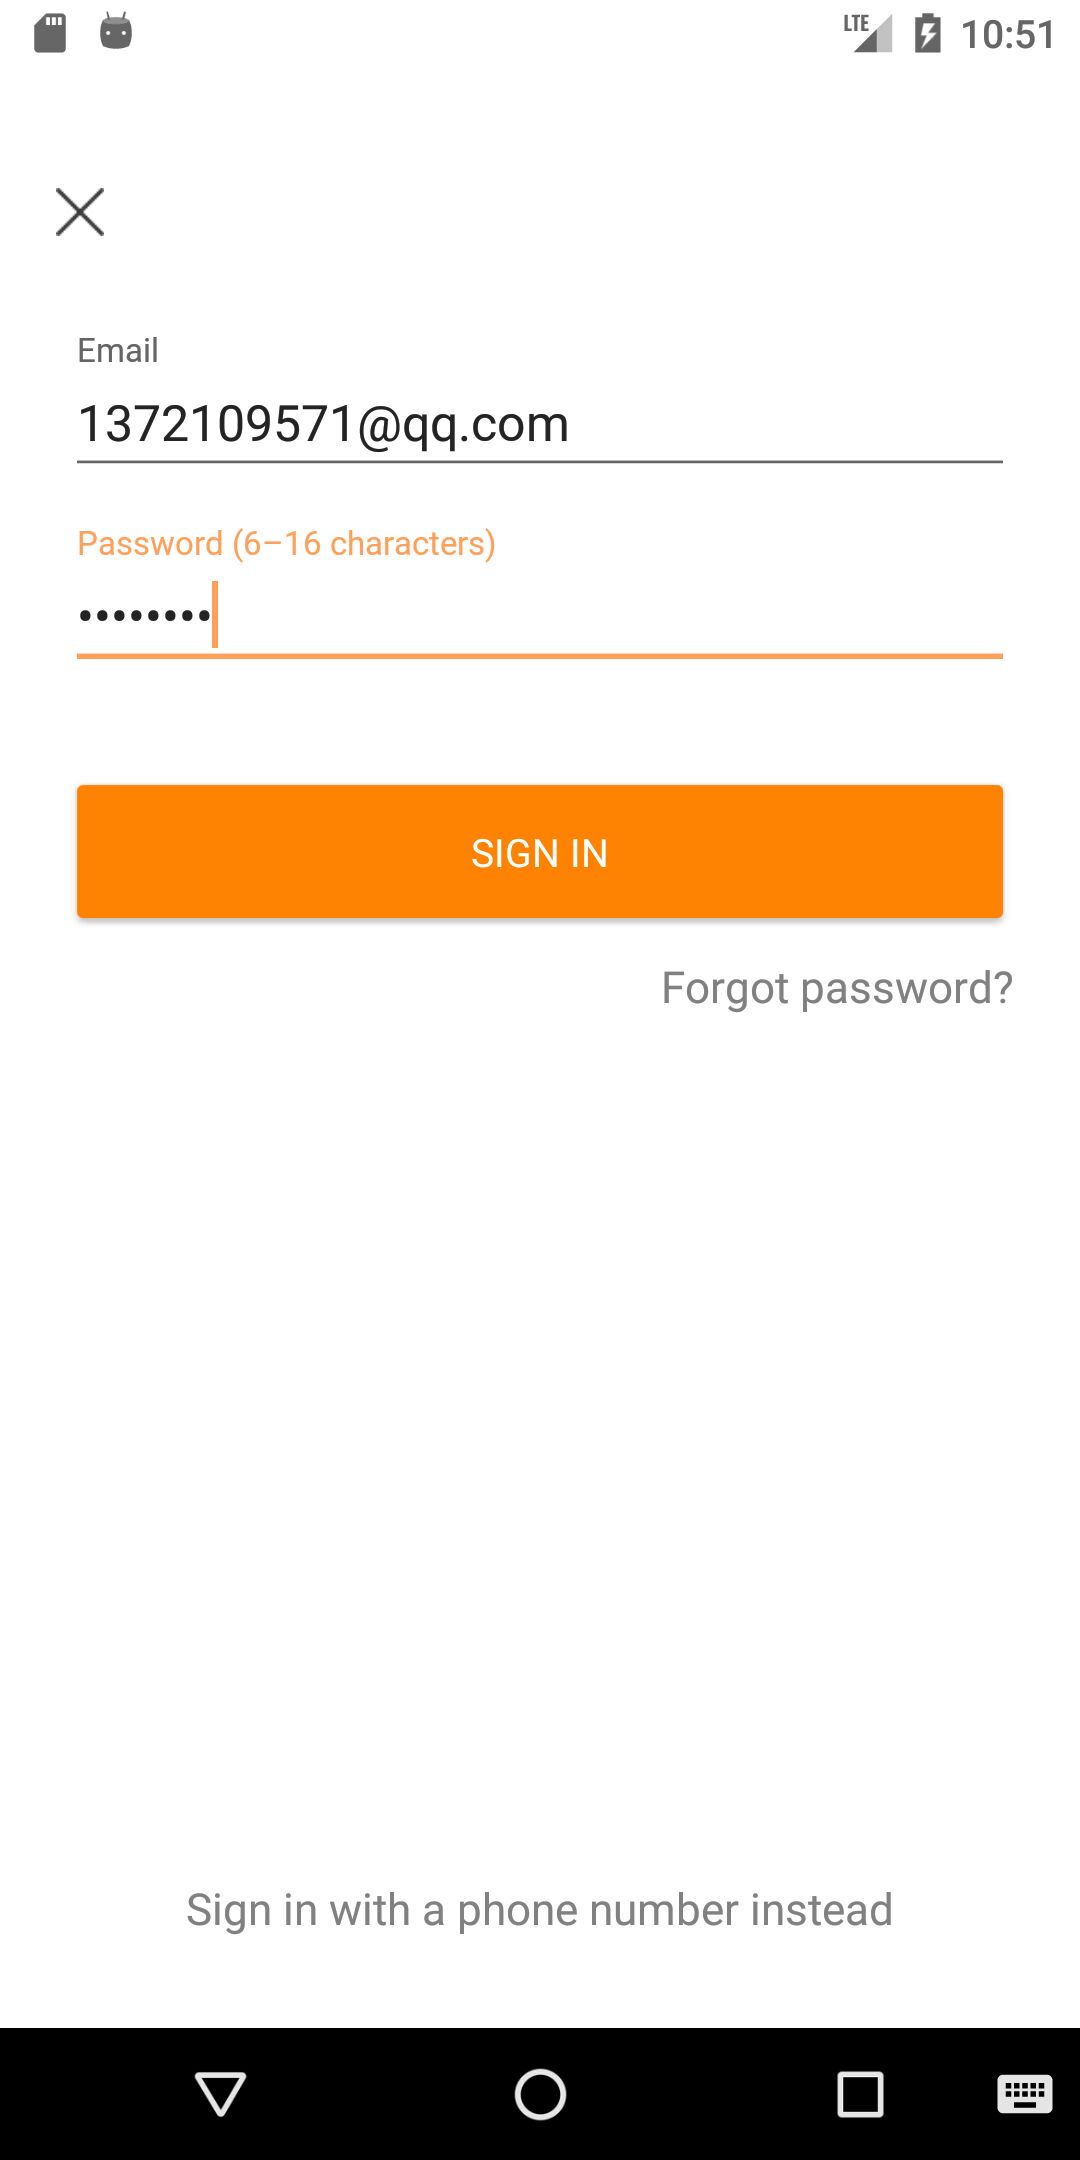 LTE 10:51
Email
1372109571@qq.com
Password (6–16 characters)
••••••••
SIGN IN
Forgot password?
Sign in with a phone number instead